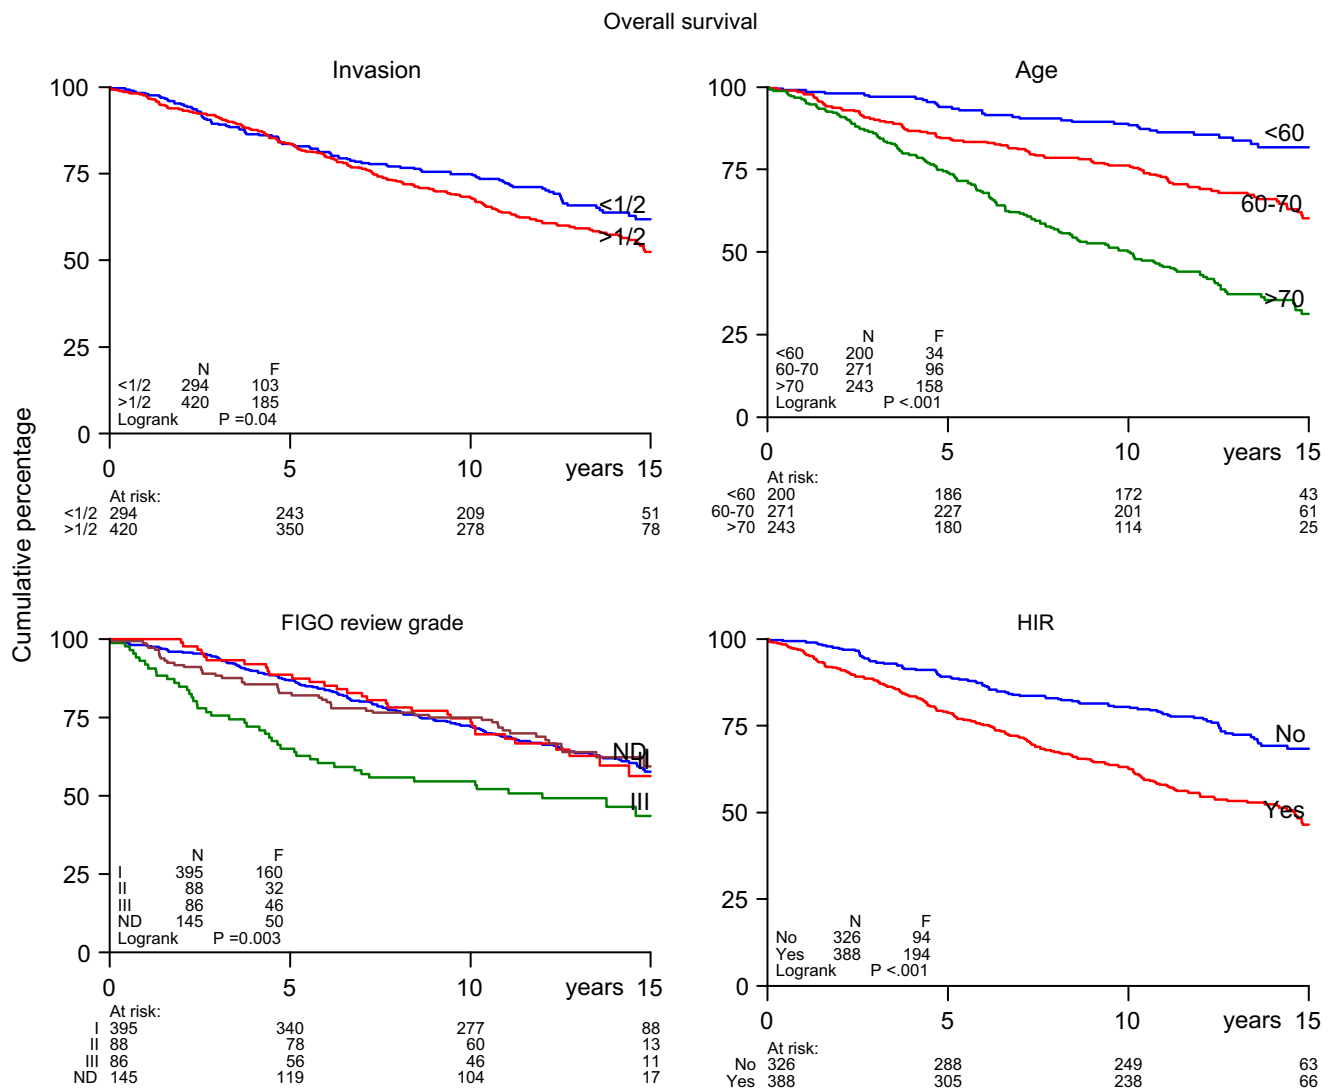 Overall survival
Cumulative percentage
Invasion
100
75
50
25
0
<1/2
>1/2
N F
<1/2 294 103
>1/2 420 185
Logrank P =0.04
0 5 10 years 15
At risk:
<1/2 294 243 209 51
>1/2 420 350 278 78
Age
100
75
50
25
0
<60
60-70
>70
N F
<60 200 34
60-70 271 96
>70 243 158
Logrank P <.001
0 5 10 years 15
At risk:
<60 200 186 172 43
60-70 271 227 201 61
>70 243 180 114 25
FIGO review grade
100
75
50
25
0
ND
II
I
III
N F
I 395 160
II 88 32
III 86 46
ND 145 50
Logrank P =0.003
0 5 10 years 15
At risk:
I 395 340 277 88
II 88 78 60 13
III 86 56 46 11
ND 145 119 104 17
HIR
100
75
50
25
0
No
Yes
N F
No 326 94
Yes 388 194
Logrank P <.001
0 5 10 years 15
At risk:
No 326 288 249 63
Yes 388 305 238 66